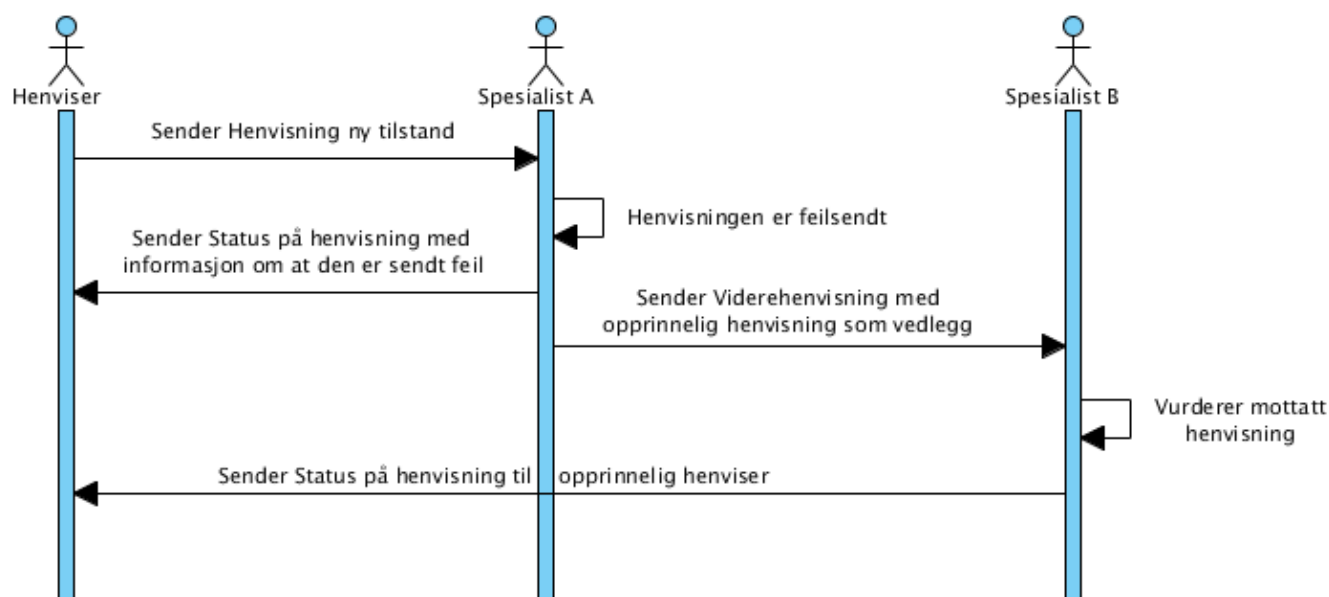 Henviser
Spesialist A
Spesialist B
Sender Henvisning ny tilstand
Henvisningen er feilsendt
Sender Status på henvisning med
informasjon om at den er sendt feil
Sender Viderehenvisning med
opprinnelig henvisning som vedlegg
Vurderer mottatt
henvisning
Sender Status på henvisning til opprinnelig henviser